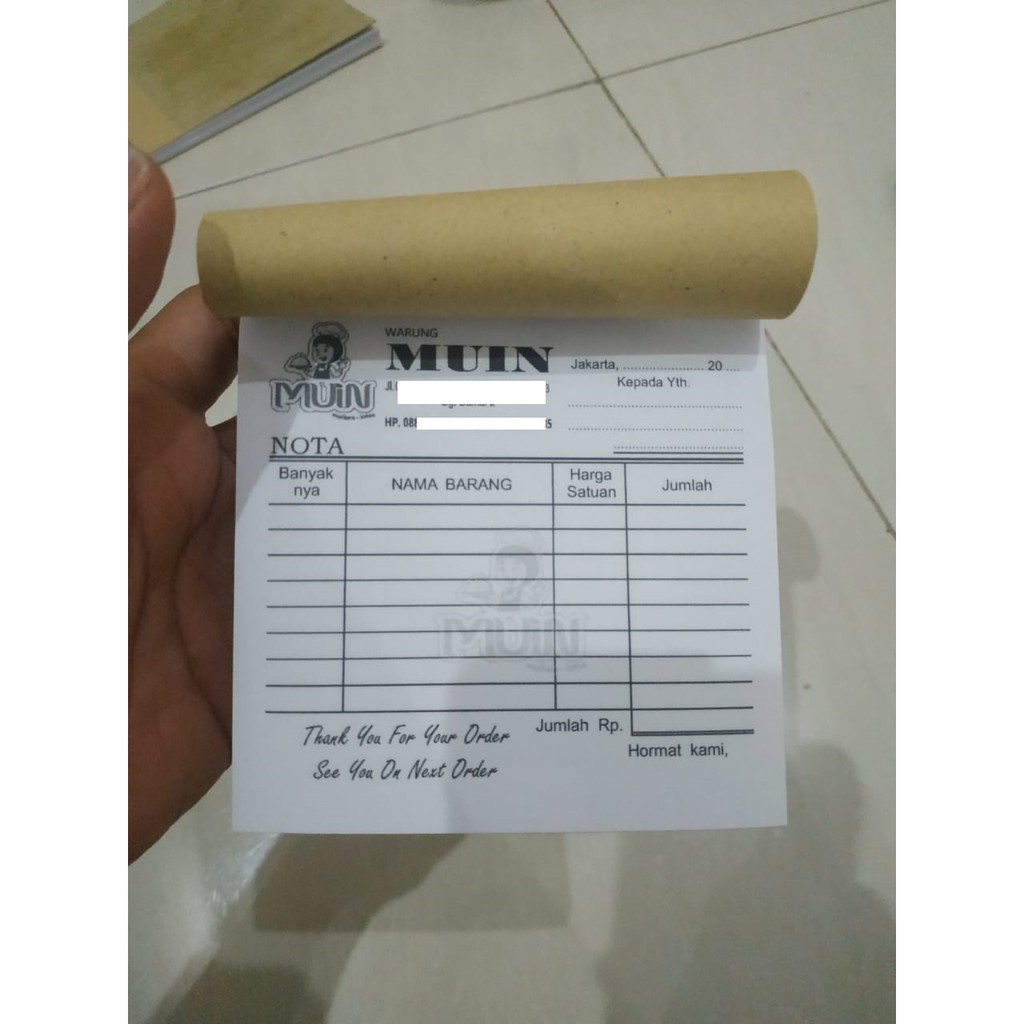 WARUNG
MUIN
MUIN
Jakarta, ........................ 20 ....
Kepada Yth.
HP. 088
NOTA
Banyak nya
NAMA BARANG
Harga Satuan
Jumlah
MUIN
Thank You For Your Order
See You On Next Order
Jumlah Rp.
Hormat kami,